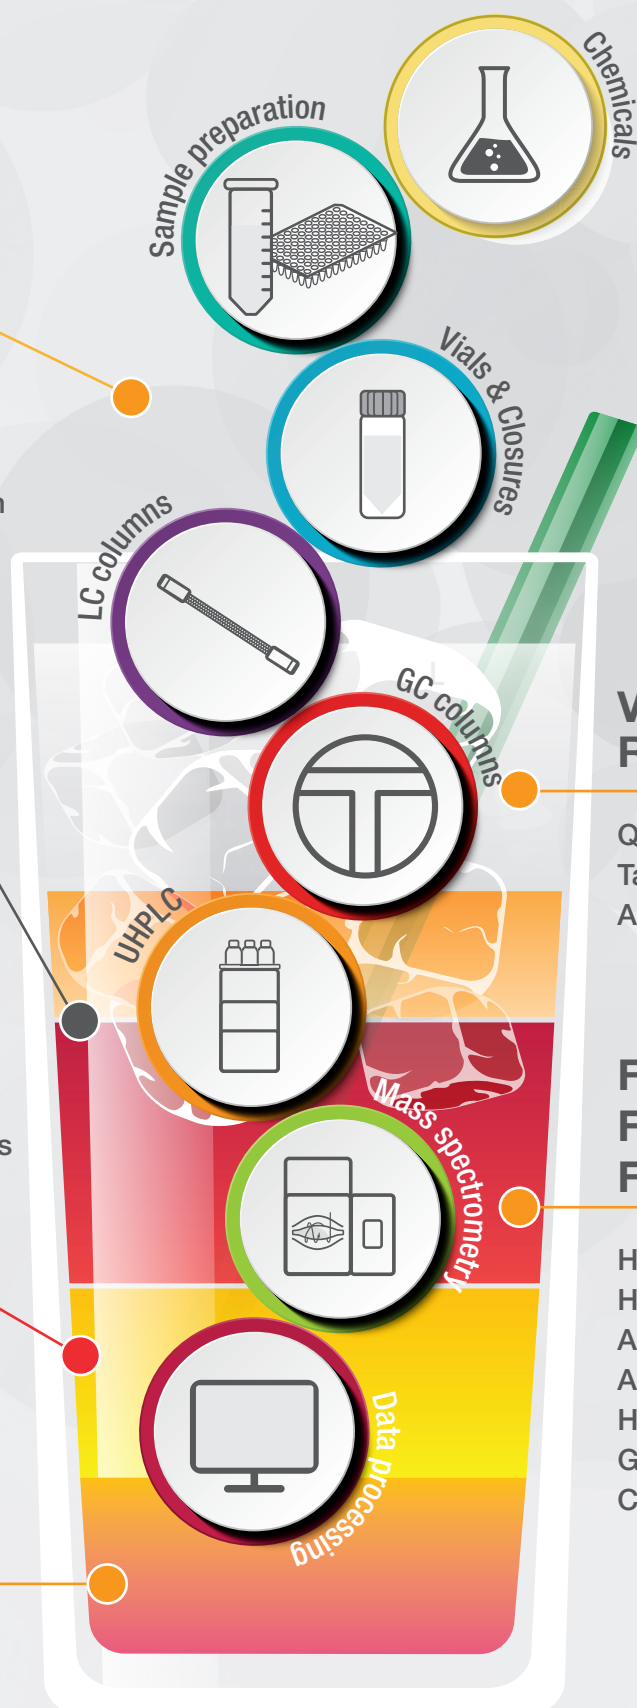 Chemicals
Sample preparation
Vials & Closures
LC columns
GC columns
UHPLC
Mass spectrometry
Data processing